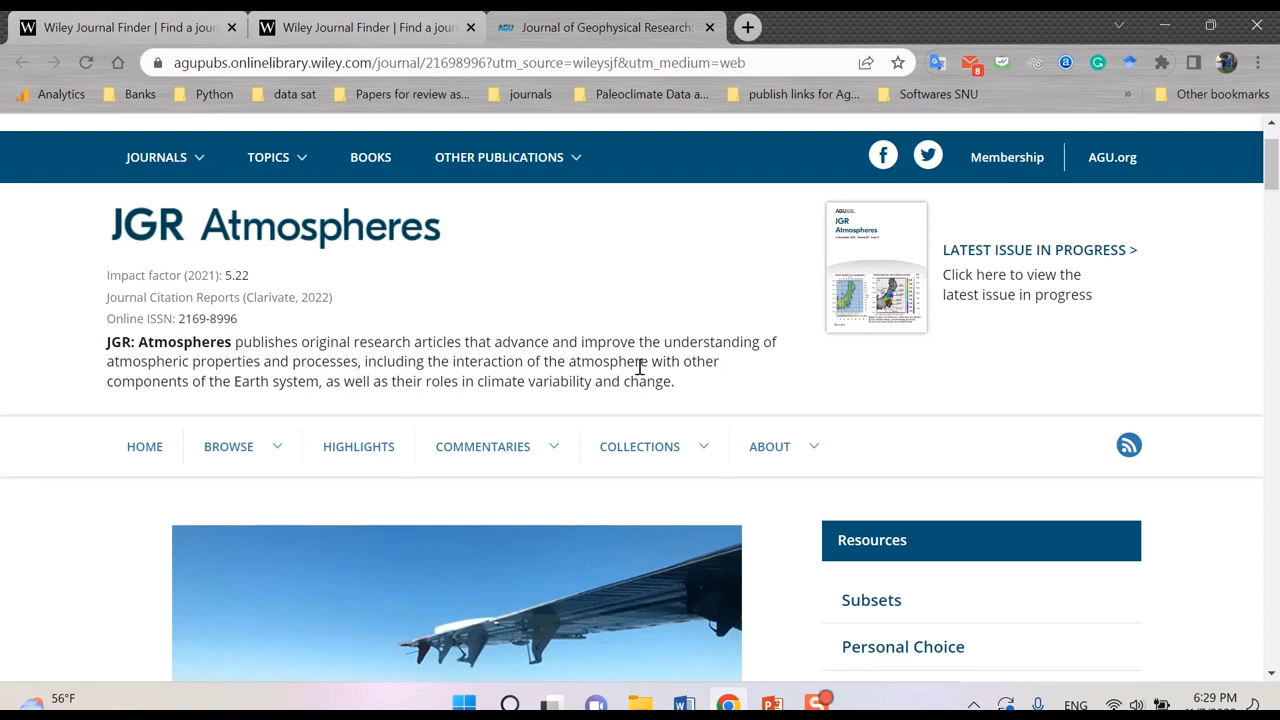 Wiley Journal Finder | Find a jour
Wiley Journal Finder | Find a jour
AGU Journal of Geophysical Research:
agupubs.onlinelibrary.wiley.com/journal/21698996?utm_source=wileysjf&utm_medium=web
8
Analytics Banks Python data sat Papers for review as... journals Paleoclimate Data a... publish links for Ag... Softwares SNU » Other bookmarks
JOURNALS TOPICS BOOKS OTHER PUBLICATIONS Membership AGU.org
JGR Atmospheres
Impact factor (2021): 5.22
Journal Citation Reports (Clarivate, 2022)
Online ISSN: 2169-8996
JGR: Atmospheres publishes original research articles that advance and improve the understanding of
atmospheric properties and processes, including the interaction of the atmosphere with other
components of the Earth system, as well as their roles in climate variability and change.
JGR
Atmospheres
LATEST ISSUE IN PROGRESS >
Click here to view the
latest issue in progress
HOME BROWSE HIGHLIGHTS COMMENTARIES COLLECTIONS ABOUT
Resources
Subsets
Personal Choice
56°F
ENG
6:29 PM